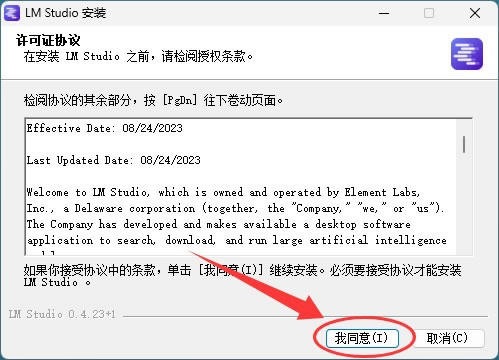 LM Studio 安装
许可证协议
在安装 LM Studio 之前，请检阅授权条款。
检阅协议的其余部分，按 [PgDn] 往下卷动页面。
Effective Date: 08/24/2023
Last Updated Date: 08/24/2023
Welcome to LM Studio, which is owned and operated by Element Labs,
Inc., a Delaware corporation (together, the "Company," "we," or "us").
The Company has developed and makes available a desktop software
application to search, download, and run large artificial intelligence
如果你接受协议中的条款，单击 [我同意(I)] 继续安装。必须要接受协议才能安装
LM Studio 。
LM Studio 0.4.23+1
我同意(I)
取消(C)